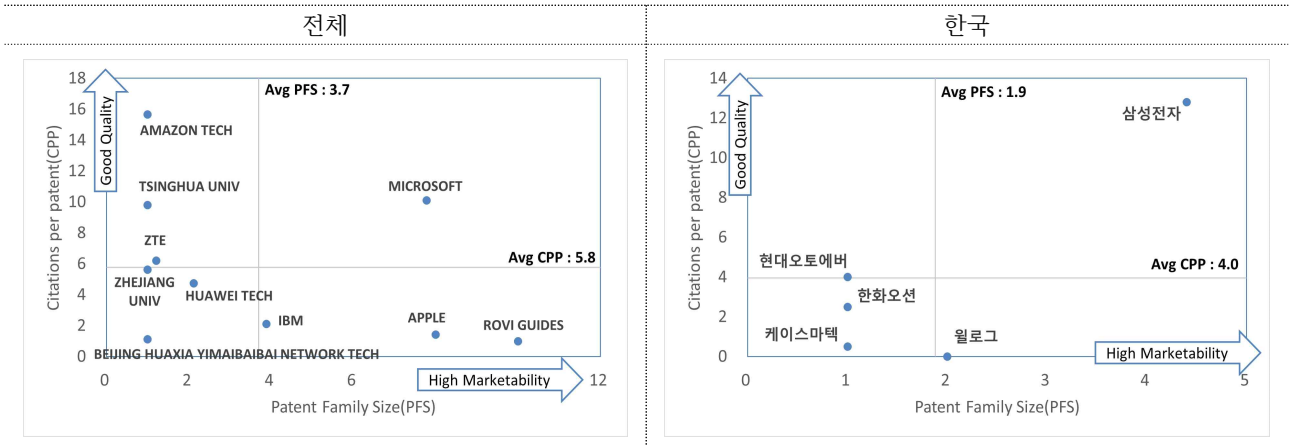 전체
한국
Citations per patent(CPP)
18
16
14
12
10
8
6
4
2
0
Good Quality
Avg PFS : 3.7
AMAZON TECH
TSINGHUA UNIV
MICROSOFT
ZTE
Avg CPP : 5.8
ZHEJIANG
UNIV
HUAWEI TECH
IBM
APPLE
ROVI GUIDES
BEIJING HUAXIA YIMAIBAIBAI NETWORK TECH
0
2
4
6
High Marketability
12
Patent Family Size(PFS)
Citations per patent(CPP)
14
12
10
8
6
4
2
0
Good Quality
Avg PFS : 1.9
삼성전자
현대오토에버
Avg CPP : 4.0
한화오션
케이스마텍
윌로그
High Marketability
0
1
2
3
4
5
Patent Family Size(PFS)